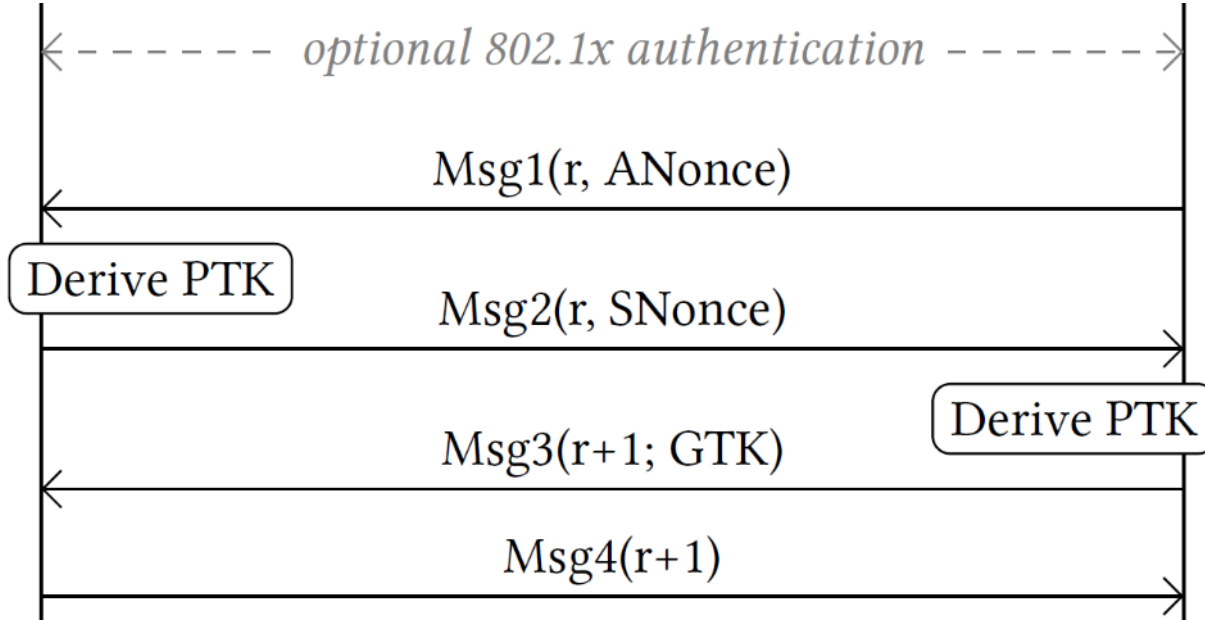 optional 802.1x authentication
Msg1(r, ANonce)
Derive PTK
Msg2(r, SNonce)
Derive PTK
Msg3(r+1; GTK)
Msg4(r+1)